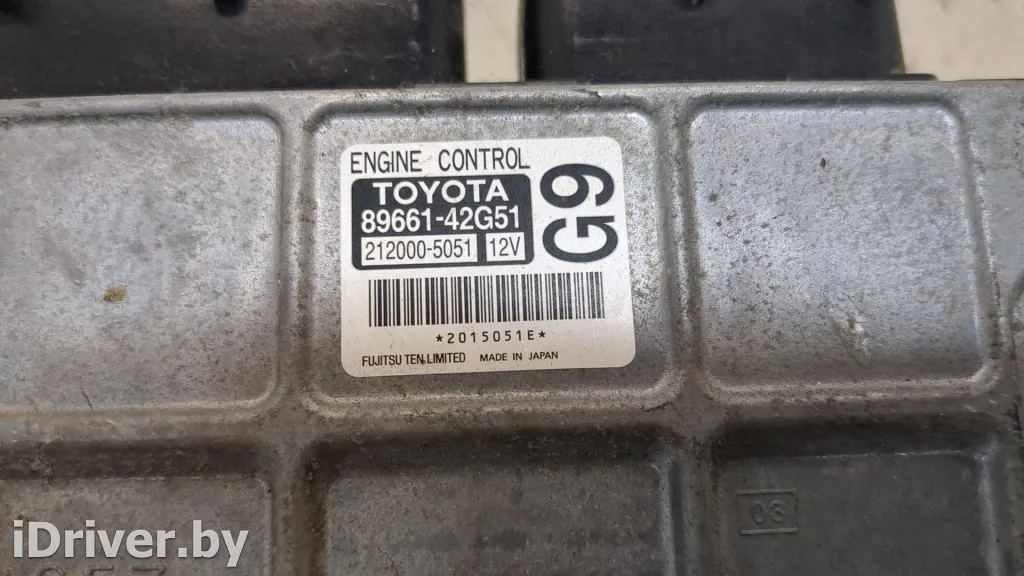 ENGINE CONTROL
TOYOTA
89661-42G51
212000-5051 12V
G9
*2015051E*
FUJITSU TEN LIMITED MADE IN JAPAN
03
iDriver.by